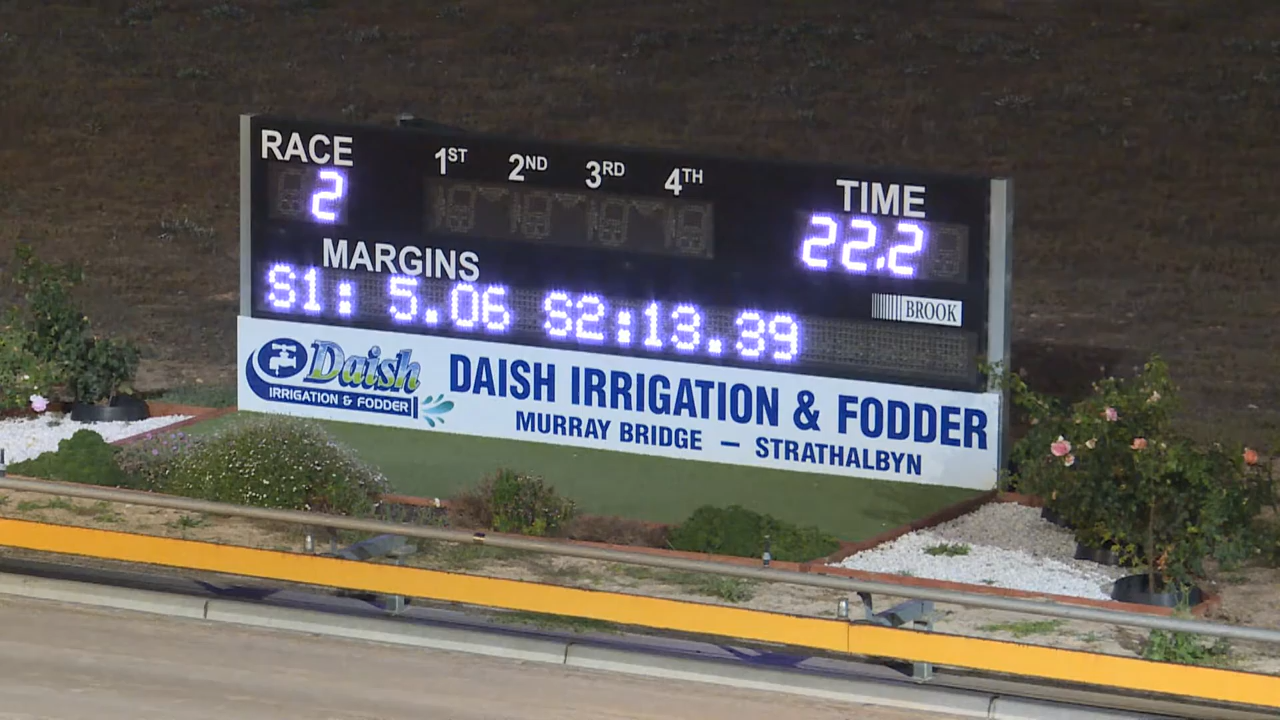 RACE 1ST 2ND 3RD 4TH TIME
2 22.2
MARGINS
S1: 5.06 S2:13.39
BROOK
Daish
IRRIGATION & FODDER
DAISH IRRIGATION & FODDER
MURRAY BRIDGE – STRATHALBYN